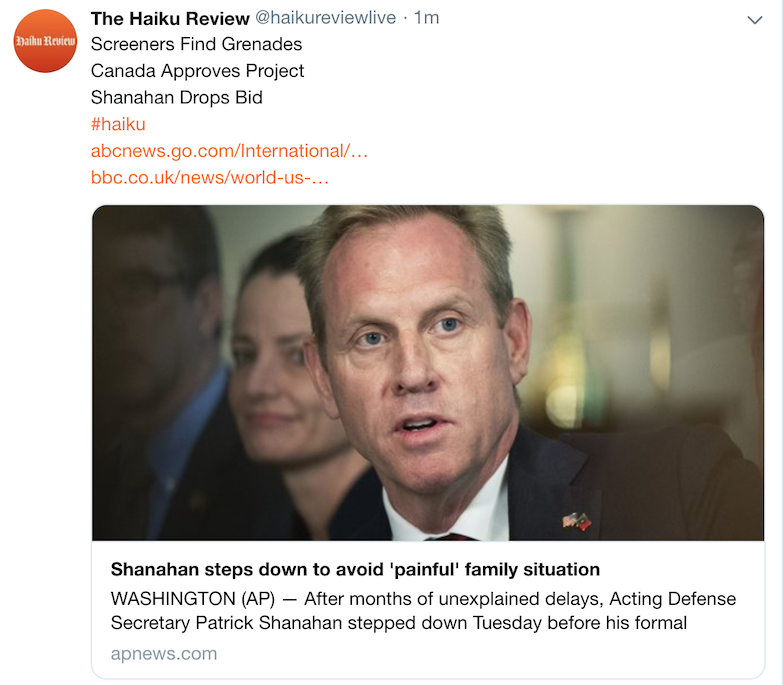 Haiku Review
The Haiku Review @haikureviewlive · 1m
Screeners Find Grenades
Canada Approves Project
Shanahan Drops Bid
#haiku
abcnews.go.com/International/…
bbc.co.uk/news/world-us-…
Shanahan steps down to avoid 'painful' family situation
WASHINGTON (AP) — After months of unexplained delays, Acting Defense
Secretary Patrick Shanahan stepped down Tuesday before his formal
apnews.com